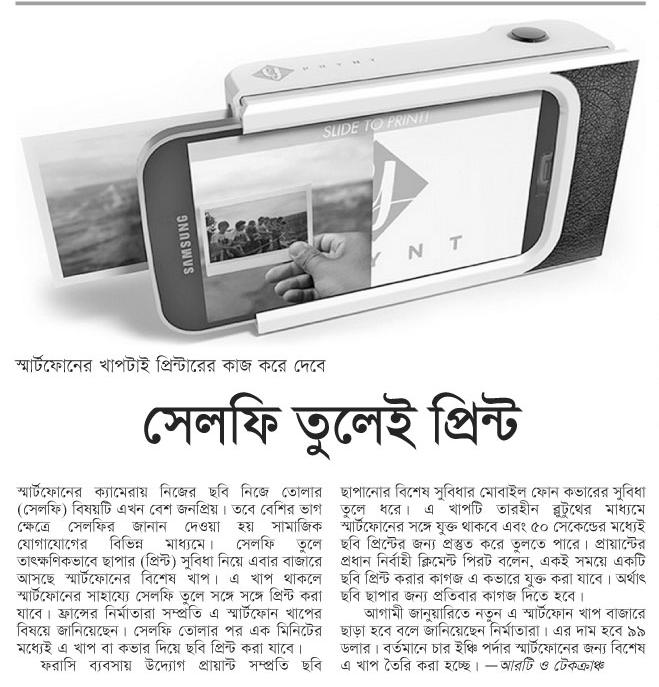 PRYNT
SLIDE TO PRINT!
SAMSUNG
YNT
স্মার্টফোনের খাপটাই প্রিন্টারের কাজ করে দেবে
সেলফি তুলেই প্রিন্ট
স্মার্টফোনের ক্যামেরায় নিজের ছবি নিজে তোলার
(সেলফি) বিষয়টি এখন বেশ জনপ্রিয়। তবে বেশির ভাগ
ক্ষেত্রে সেলফির জানান দেওয়া হয় সামাজিক
যোগাযোগের বিভিন্ন মাধ্যমে। সেলফি তুলে
তাৎক্ষণিকভাবে ছাপার (প্রিন্ট) সুবিধা নিয়ে এবার বাজারে
আসছে স্মার্টফোনের বিশেষ খাপ। এ খাপ থাকলে
স্মার্টফোনের সাহায্যে সেলফি তুলে সঙ্গে সঙ্গে প্রিন্ট করা
যাবে। ফ্রান্সের নির্মাতারা সম্প্রতি এ স্মার্টফোন খাপের
বিষয়ে জানিয়েছেন। সেলফি তোলার পর এক মিনিটের
মধ্যেই এ খাপ বা কভার দিয়ে ছবি প্রিন্ট করা যাবে।
ফরাসি ব্যবসায় উদ্যোগ প্রায়ান্ট সম্প্রতি ছবি
ছাপানোর বিশেষ সুবিধার মোবাইল ফোন কভারের সুবিধা
তুলে ধরে। এ খাপটি তারহীন ব্লুটুথের মাধ্যমে
স্মার্টফোনের সঙ্গে যুক্ত থাকবে এবং ৫০ সেকেন্ডের মধ্যেই
ছবি প্রিন্টের জন্য প্রস্তুত করে তুলতে পারে। প্রায়ান্টের
প্রধান নির্বাহী ক্লিমেন্ট পিরট বলেন, একই সময়ে একটি
ছবি প্রিন্ট করার কাগজ এ কভারে যুক্ত করা যাবে। অর্থাৎ
ছবি ছাপার জন্য প্রতিবার কাগজ দিতে হবে।
আগামী জানুয়ারিতে নতুন এ স্মার্টফোন খাপ বাজারে
ছাড়া হবে বলে জানিয়েছেন নির্মাতারা। এর দাম হবে ৯৯
ডলার। বর্তমানে চার ইঞ্চি পর্দার স্মার্টফোনের জন্য বিশেষ
এ খাপ তৈরি করা হচ্ছে। —আরটি ও টেকক্রাঞ্চ